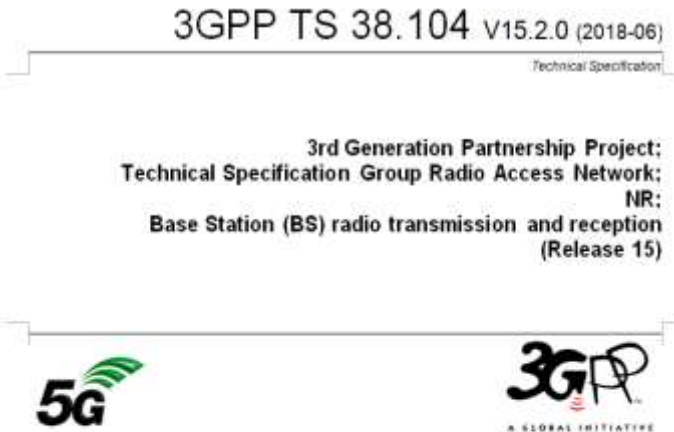 3GPP TS 38.104 V15.2.0 (2018-06)
Technical Specification
3rd Generation Partnership Project;
Technical Specification Group Radio Access Network;
NR;
Base Station (BS) radio transmission and reception
(Release 15)
5G
3GPP
A GLOBAL INITIATIVE